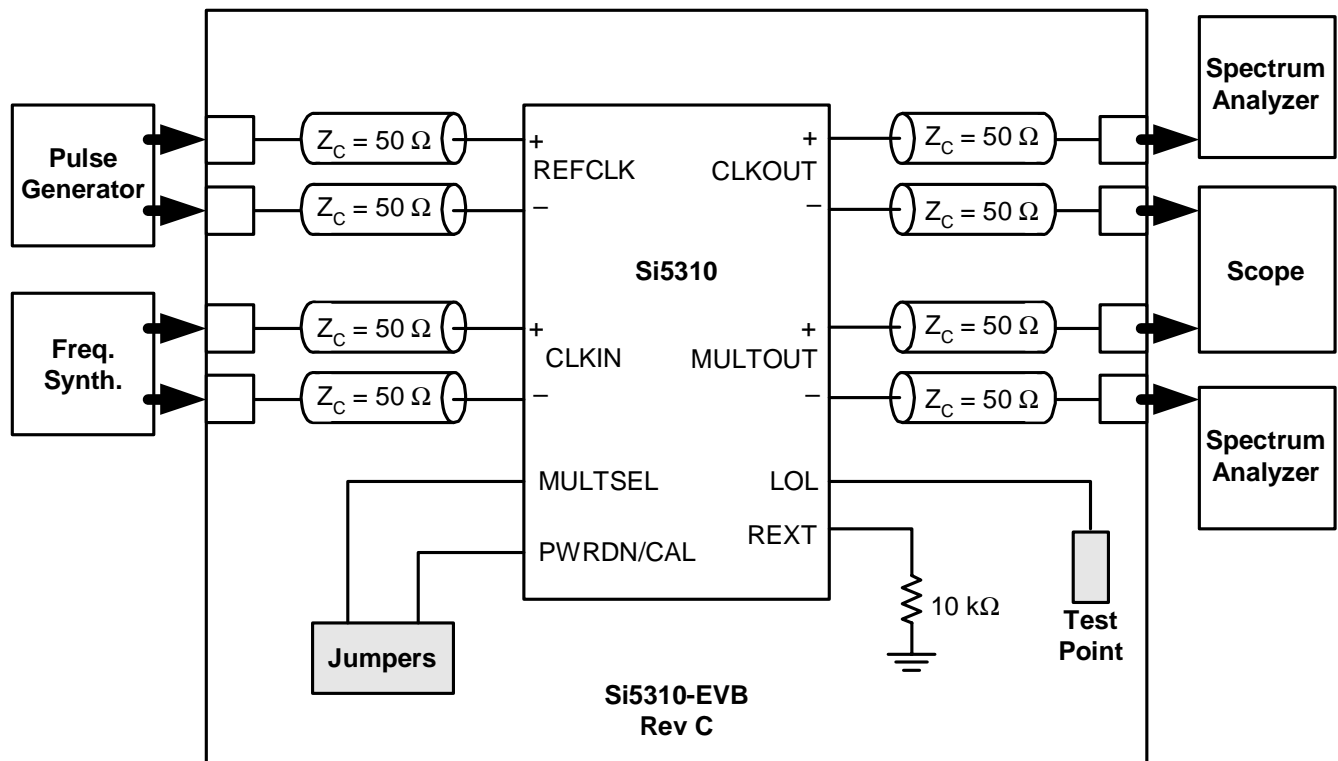 Pulse
Generator
Freq.
Synth.
Z_C = 50 Ω
Z_C = 50 Ω
Z_C = 50 Ω
Z_C = 50 Ω
+
REFCLK
−
+
CLKIN
−
MULTSEL
PWRDN/CAL
Si5310
+
CLKOUT
−
+
MULTOUT
−
LOL
REXT
Z_C = 50 Ω
Z_C = 50 Ω
Z_C = 50 Ω
Z_C = 50 Ω
Spectrum
Analyzer
Scope
Spectrum
Analyzer
10 kΩ
Test
Point
Jumpers
Si5310-EVB
Rev C